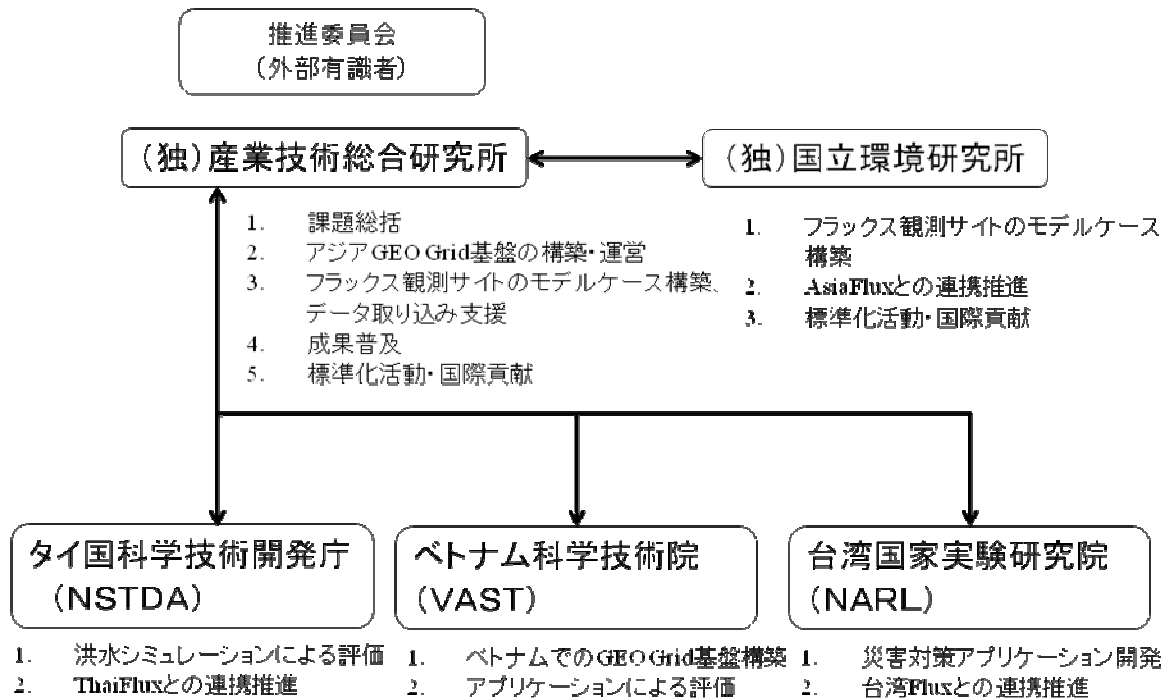 推進委員会
(外部有識者)
(独)産業技術総合研究所
(独)国立環境研究所
1. 課題総括
2. アジアGEO Grid基盤の構築・運営
3. フラックス観測サイトのモデルケース構築、
データ取り込み支援
4. 成果普及
5. 標準化活動・国際貢献
1. フラックス観測サイトのモデルケース
構築
2. AsiaFluxとの連携推進
3. 標準化活動・国際貢献
タイ国科学技術開発庁
(NSTDA)
1. 洪水シミュレーションによる評価
2. ThaiFluxとの連携推進
ベトナム科学技術院
(VAST)
1. ベトナムでのGEO Grid基盤構築
2. アプリケーションによる評価
台湾国家実験研究院
(NARL)
1. 災害対策アプリケーション開発
2. 台湾Fluxとの連携推進